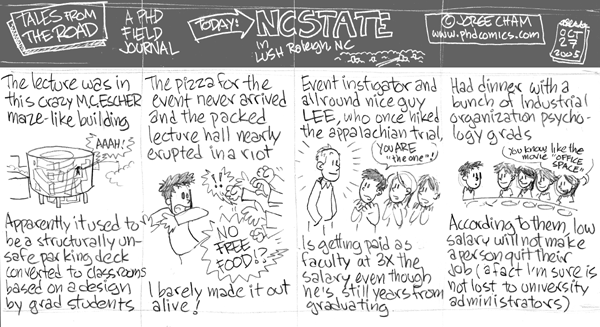 TALES FROM
THE ROAD
A PHD
FIELD
JOURNAL
TODAY:
NCSTATE
in
LUSH Raleigh, NC
© JORGE CHAM
www.phdcomics.com
OCT
27
2005
The lecture was in
this crazy M.C.ESCHER
maze-like building
AAAH!
Apparently it used to
be a structurally un-
safe parking deck
converted to classrooms
based on a design
by grad students
The pizza for the
event never arrived
and the packed
lecture hall nearly
erupted in a riot
!!
NO
FREE
FOOD!?
I barely made it out
alive!
Event instigator and
allround nice guy
LEE, who once hiked
the appalachian trial,
YOU ARE
"the one"!
Is getting paid as
faculty at 2X the
salary even though
he's still years from
graduating
Had dinner with a
bunch of Industrial
organization psycho-
logy grads
(You know like the
movie "OFFICE
SPACE"
According to them, low
salary will not make
a person quit their
job (a fact I'm sure is
not lost to university
administrators)